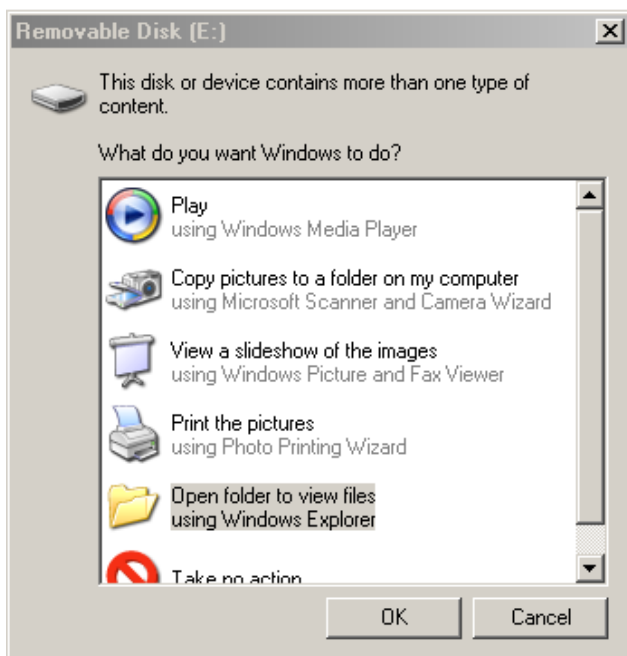 Removable Disk (E:)
This disk or device contains more than one type of
content.
What do you want Windows to do?
Play
using Windows Media Player
Copy pictures to a folder on my computer
using Microsoft Scanner and Camera Wizard
View a slideshow of the images
using Windows Picture and Fax Viewer
Print the pictures
using Photo Printing Wizard
Open folder to view files
using Windows Explorer
Take no action
OK
Cancel